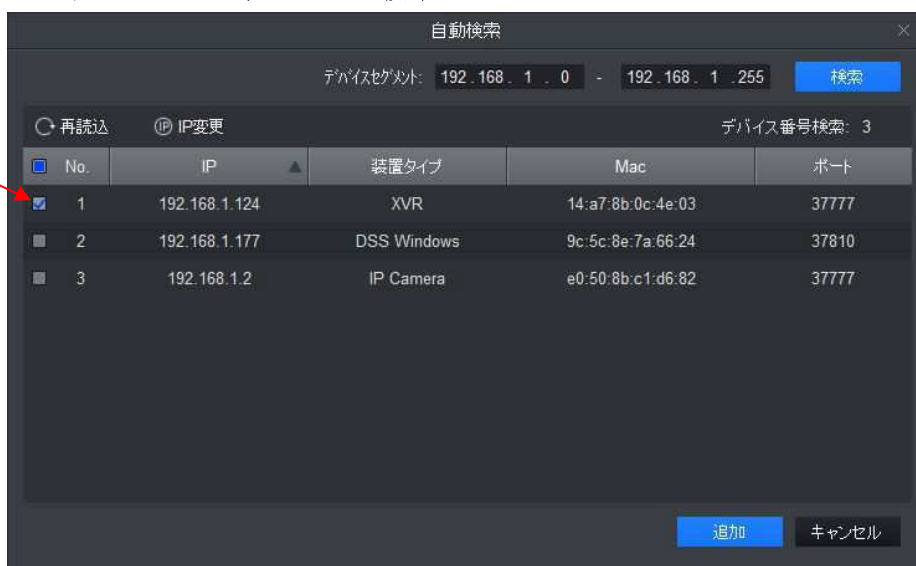 自動検索
ﾃﾞﾊﾞｲｽｾｸﾞﾒﾝﾄ: 192 . 168 . 1 . 0 - 192 . 168 . 1 . 255 検索
再読込 IP IP変更 デバイス番号検索: 3
No. IP 装置タイプ Mac ポート
1 192.168.1.124 XVR 14:a7:8b:0c:4e:03 37777
2 192.168.1.177 DSS Windows 9c:5c:8e:7a:66:24 37810
3 192.168.1.2 IP Camera e0:50:8b:c1:d6:82 37777
追加 キャンセル